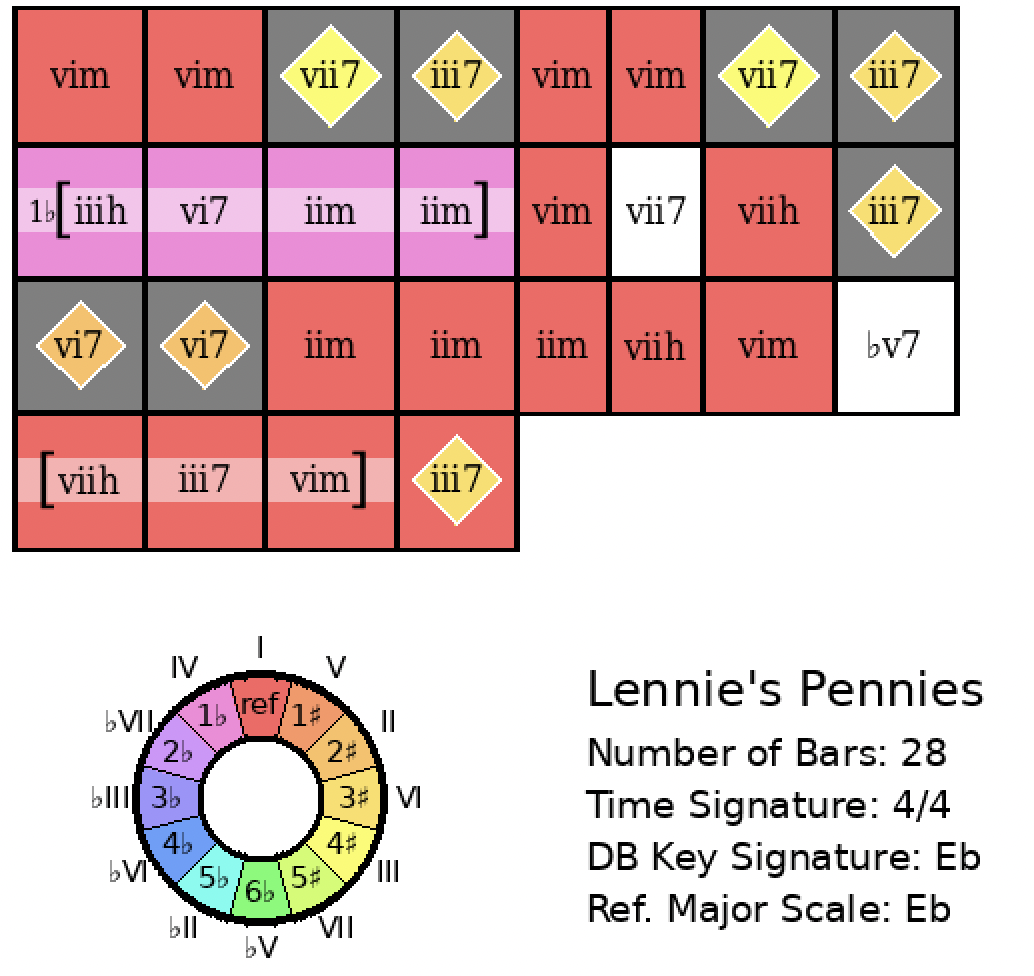 vim vim vii7 iii7 vim vim vii7 iii7
1♭[iiih vi7 iim iim] vim vii7 viih iii7
vi7 vi7 iim iim iim viih vim ♭v7
[viih iii7 vim] iii7
I
IV V
1♭ ref 1♯
♭VII II
2♭ 2♯
♭III 3♭ 3♯ VI
4♭ 4♯
♭VI III
5♭ 6♭ 5♯
♭II VII
♭V
Lennie's Pennies
Number of Bars: 28
Time Signature: 4/4
DB Key Signature: Eb
Ref. Major Scale: Eb